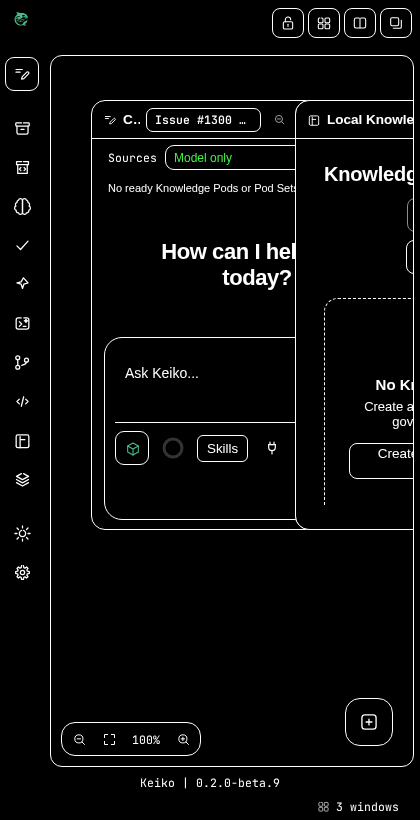 C..
Issue #1300 …
Local Knowle
Sources
Model only
No ready Knowledge Pods or Pod Sets
Knowledg
How can I hel
today?
Ask Keiko...
Skills
No Kn
Create a
gov
Create
100%
Keiko | 0.2.0-beta.9
3 windows